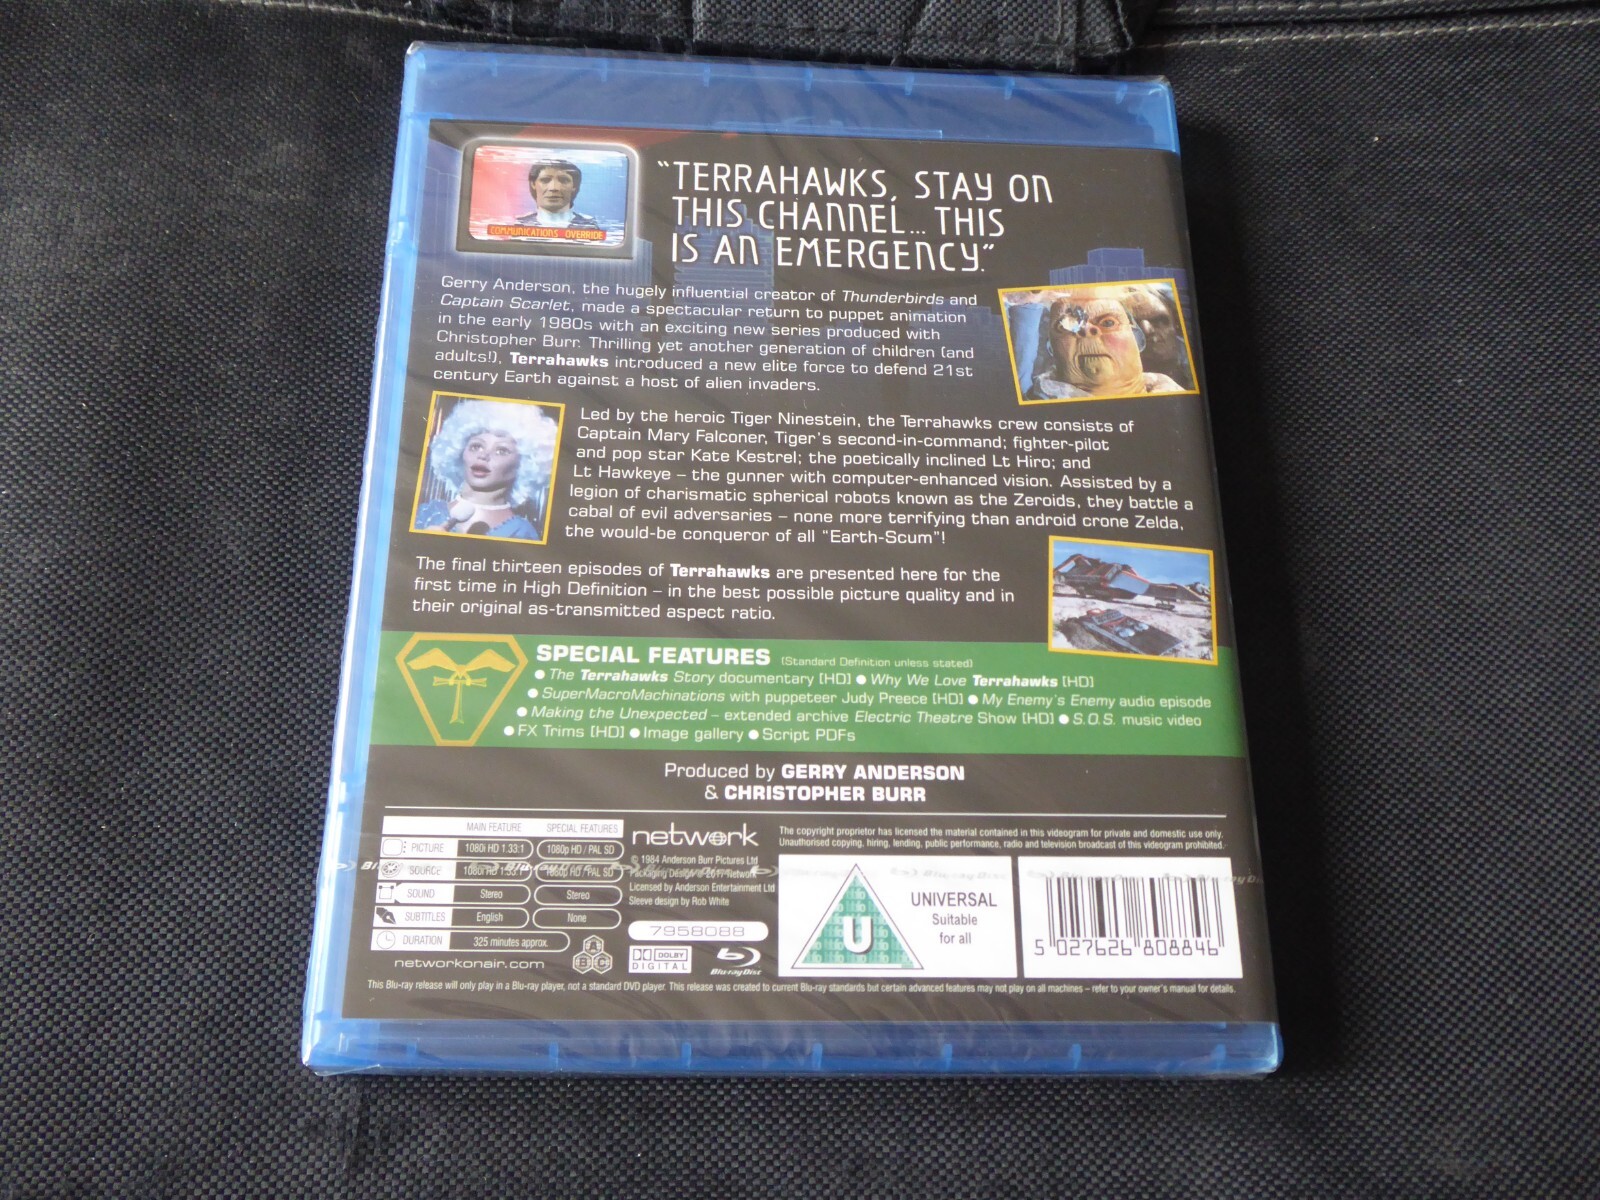 COMMUNICATIONS OVERRIDE
“TERRAHAWKS, STAY ON
THIS CHANNEL... THIS
IS AN EMERGENCY.”
Gerry Anderson, the hugely influential creator of Thunderbirds and
Captain Scarlet, made a spectacular return to puppet animation
in the early 1980s with an exciting new series produced with
Christopher Burr. Thrilling yet another generation of children (and
adults!), Terrahawks introduced a new elite force to defend 21st
century Earth against a host of alien invaders.
Led by the heroic Tiger Ninestein, the Terrahawks crew consists of
Captain Mary Falconer, Tiger's second-in-command; fighter-pilot
and pop star Kate Kestrel; the poetically inclined Lt Hiro; and
Lt Hawkeye – the gunner with computer-enhanced vision. Assisted by a
legion of charismatic spherical robots known as the Zeroids, they battle a
cabal of evil adversaries – none more terrifying than android crone Zelda,
the would-be conqueror of all “Earth-Scum”!
The final thirteen episodes of Terrahawks are presented here for the
first time in High Definition – in the best possible picture quality and in
their original as-transmitted aspect ratio.
SPECIAL FEATURES (Standard Definition unless stated)
● The Terrahawks Story documentary [HD] ● Why We Love Terrahawks [HD]
● SuperMacroMachinations with puppeteer Judy Preece [HD] ● My Enemy's Enemy audio episode
● Making the Unexpected – extended archive Electric Theatre Show [HD] ● S.O.S. music video
● FX Trims [HD] ● Image gallery ● Script PDFs
Produced by GERRY ANDERSON
& CHRISTOPHER BURR
MAIN FEATURE SPECIAL FEATURES
PICTURE 1080i HD 1.33:1 1080p HD / PAL SD
SOURCE 1080i HD 1.33:1 1080p HD / PAL SD
SOUND Stereo Stereo
SUBTITLES English None
DURATION 325 minutes approx.
networkonair.com
ABC
network
© 1984 Anderson Burr Pictures Ltd
Packaging Design © 2017 Network
Licensed by Anderson Entertainment Ltd
Sleeve design by Rob White
7958088
DOLBY
DIGITAL
Blu-ray Disc
The copyright proprietor has licensed the material contained in this videogram for private and domestic use only.
Unauthorised copying, hiring, lending, public performance, radio and television broadcast of this videogram prohibited.
U
UNIVERSAL
Suitable
for all
5 027626 808846
This Blu-ray release will only play in a Blu-ray player, not a standard DVD player. This release was created to current Blu-ray standards but certain advanced features may not play on all machines – refer to your owner's manual for details.